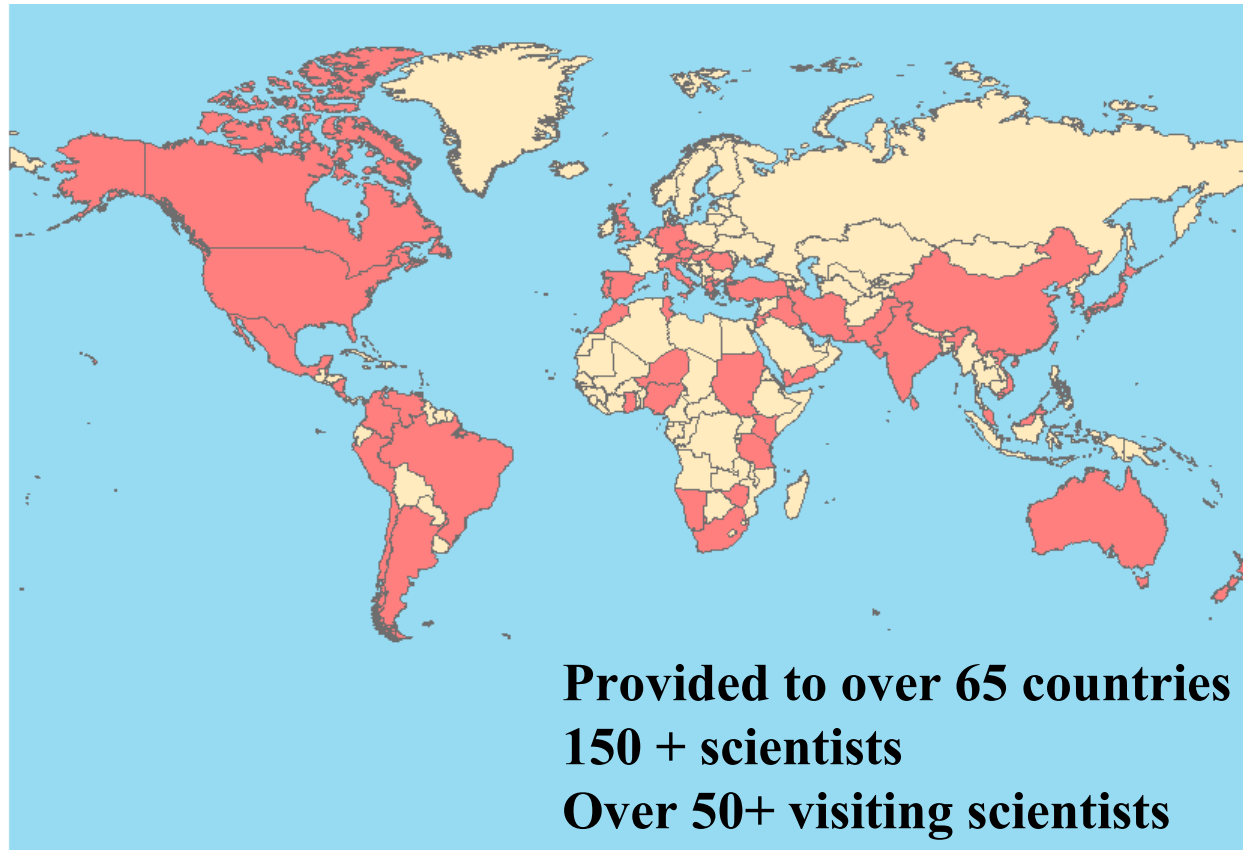 Provided to over 65 countries
150 + scientists
Over 50+ visiting scientists